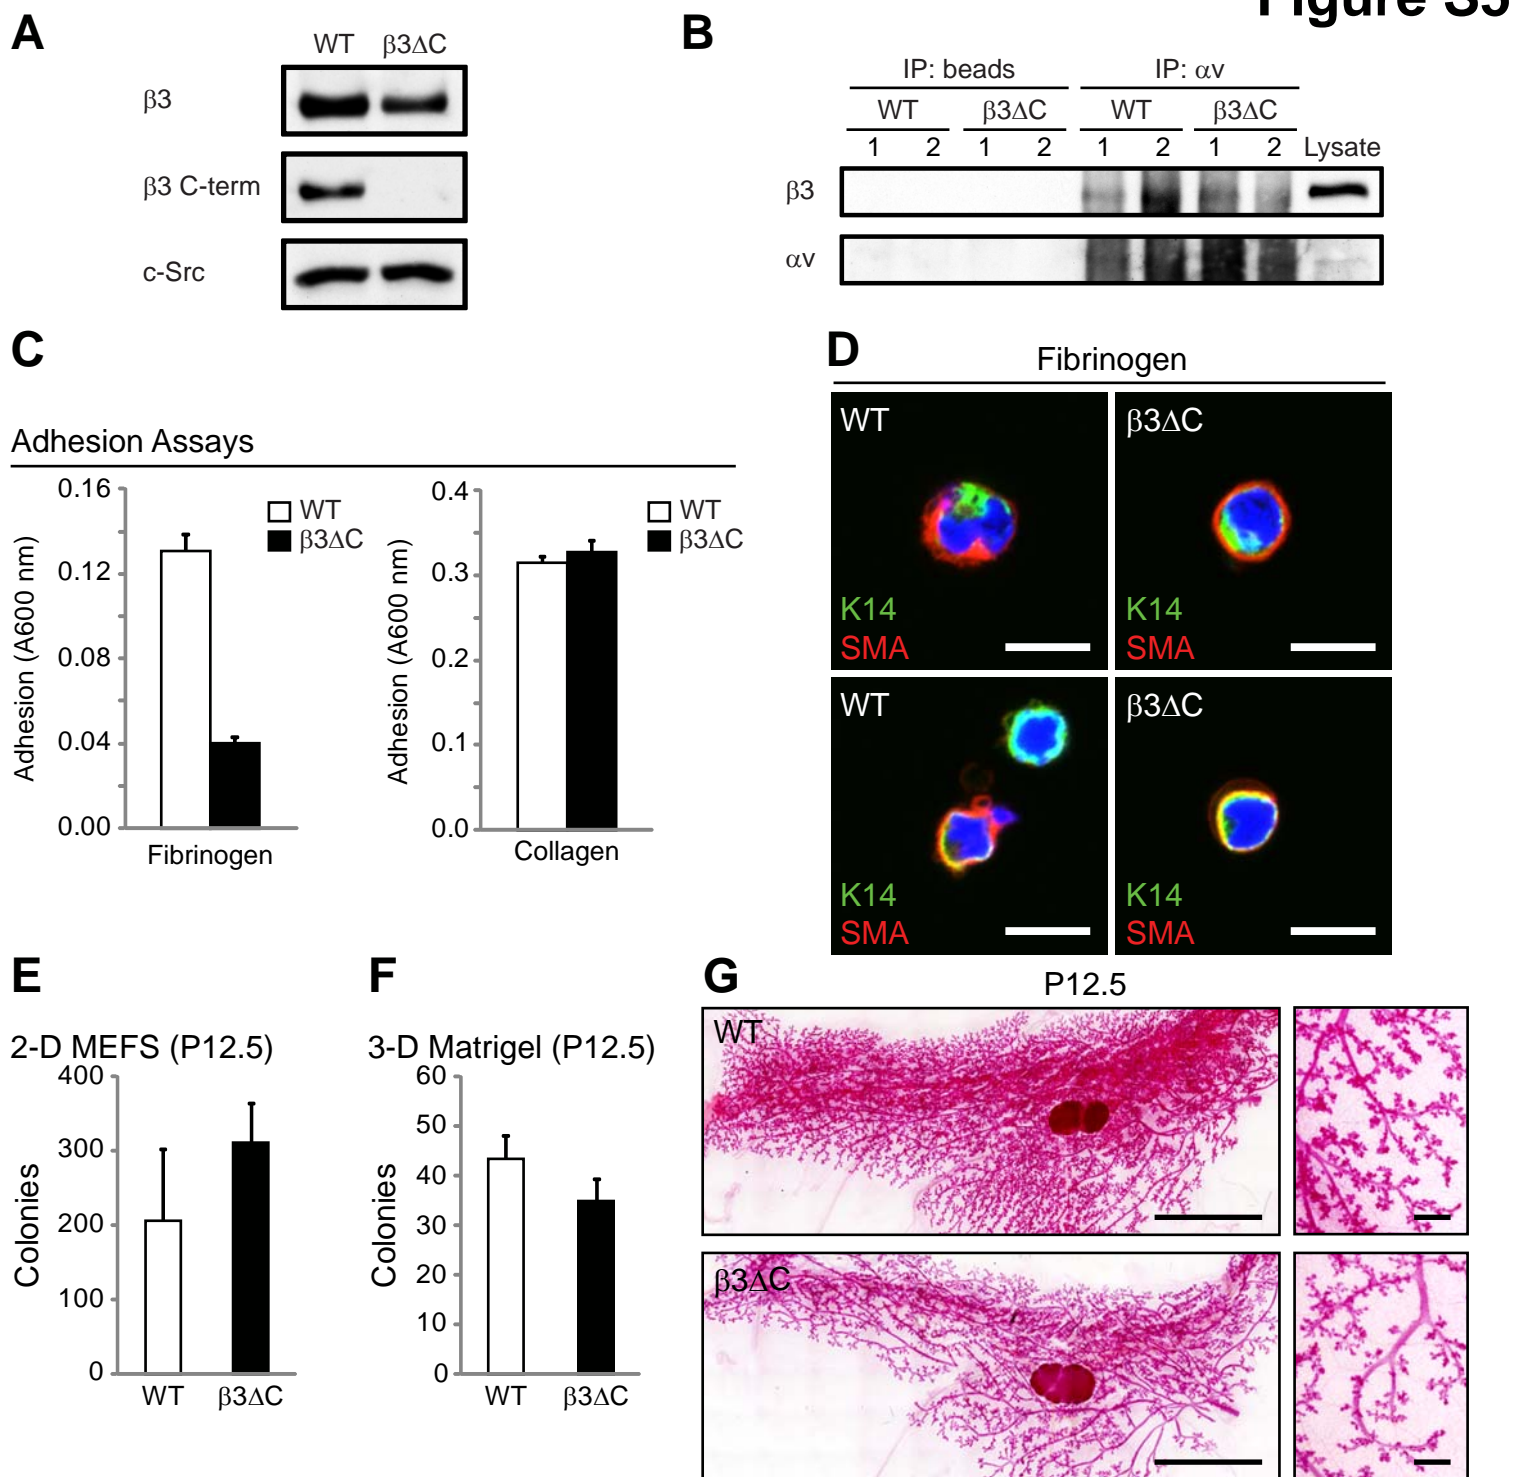 Figure S5
A
WT β3ΔC
β3
β3 C-term
c-Src
B
IP: beads IP: αv
WT β3ΔC WT β3ΔC
1 2 1 2 1 2 1 2 Lysate
β3
αv
C
Adhesion Assays
Adhesion (A600 nm)
0.16
0.12
0.08
0.04
0.00
WT
β3ΔC
Fibrinogen
Adhesion (A600 nm)
0.4
0.3
0.2
0.1
0.0
WT
β3ΔC
Collagen
D
Fibrinogen
WT
K14
SMA
β3ΔC
K14
SMA
WT
K14
SMA
β3ΔC
K14
SMA
E
2-D MEFS (P12.5)
Colonies
400
300
200
100
0
WT β3ΔC
F
3-D Matrigel (P12.5)
Colonies
60
50
40
30
20
10
0
WT β3ΔC
G
P12.5
WT
β3ΔC